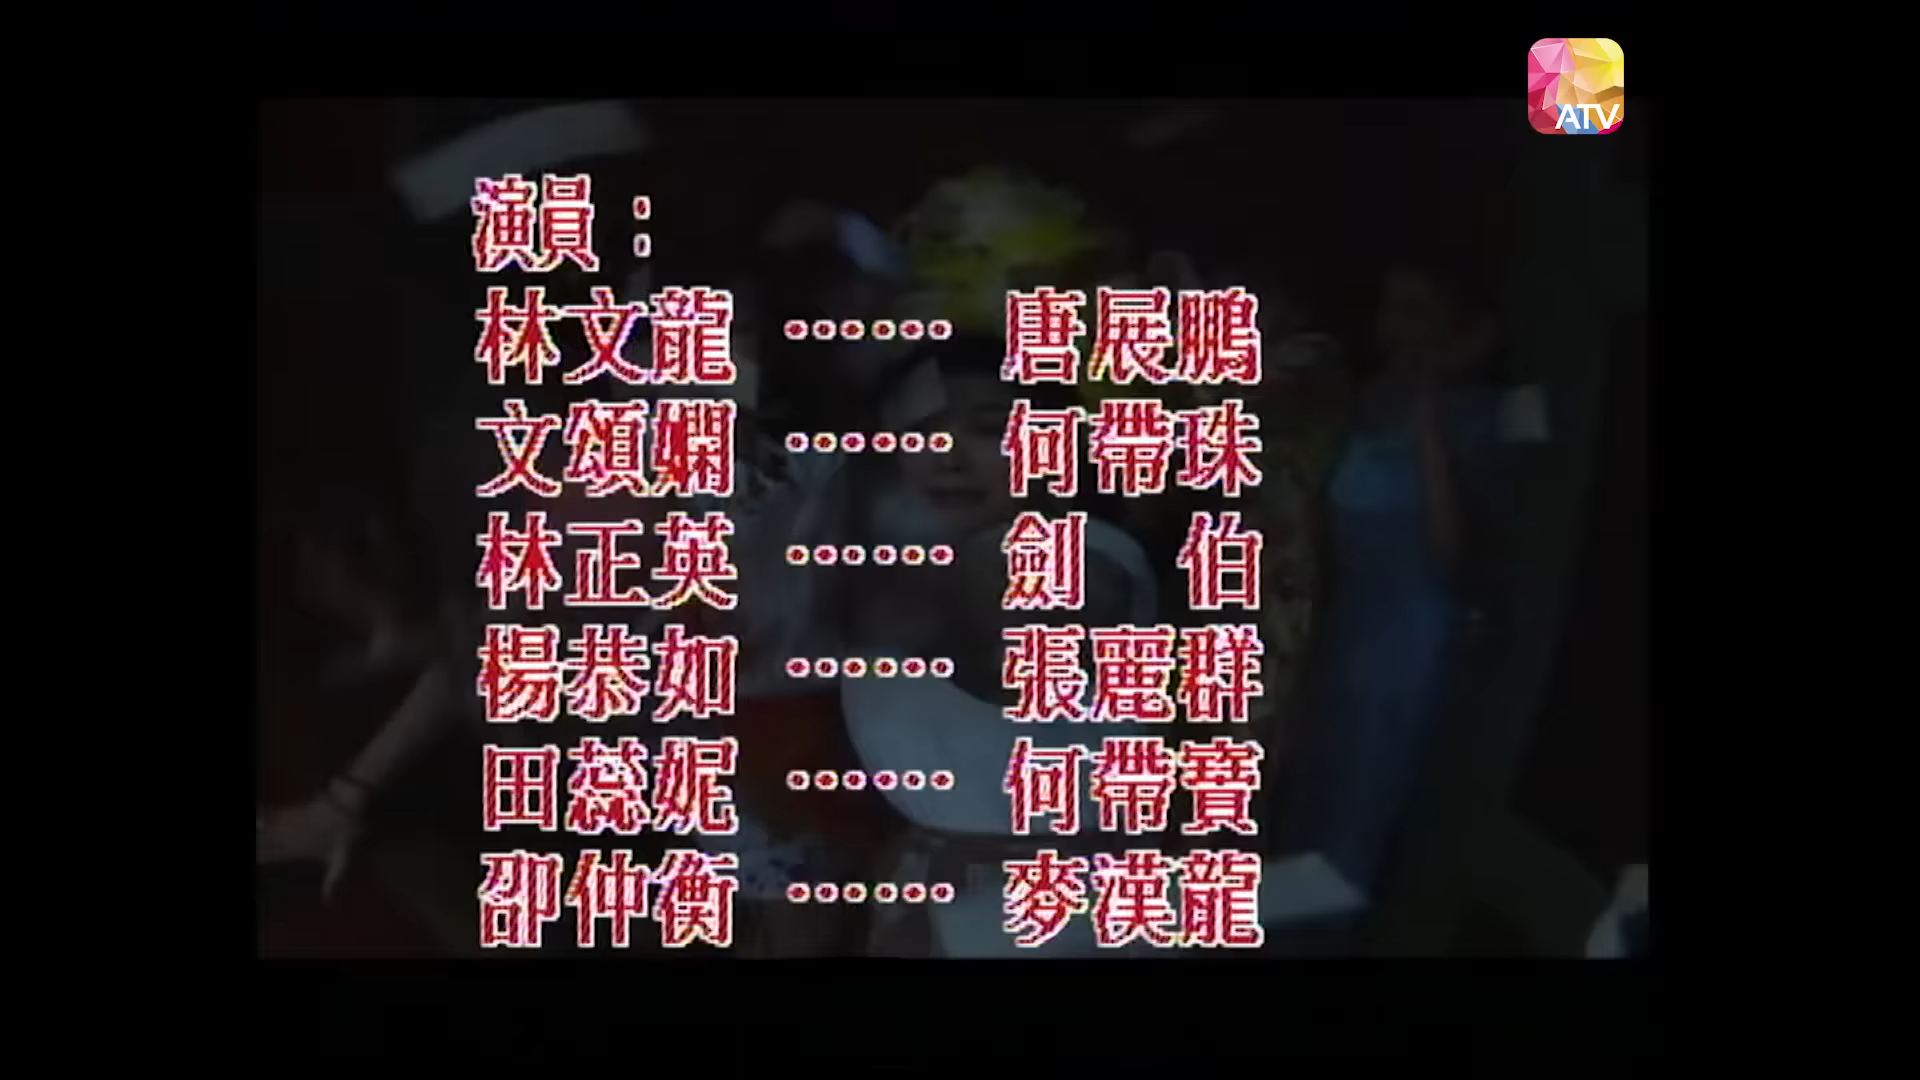 ATV
演員：
林文龍……唐展鵬
文頌嫻……何帶珠
林正英……劍　伯
楊恭如……張麗群
田蕊妮……何帶寶
邵仲衡……麥漢龍